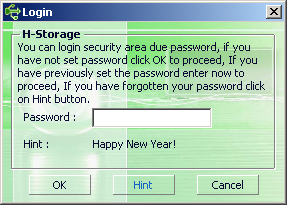 Login
H-Storage
You can login security area due password, if you
have not set password click OK to proceed, If you
have previously set the password enter now to
proceed, If you have forgotten your password click
on Hint button.
Password :
Hint : Happy New Year!
OK Hint Cancel